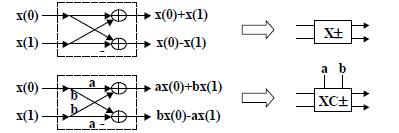 x(0) x(0)+x(1)
x(1) - x(0)-x(1)
X±
x(0) a ax(0)+bx(1)
b
b
x(1) a - bx(0)-ax(1)
a b
XC±